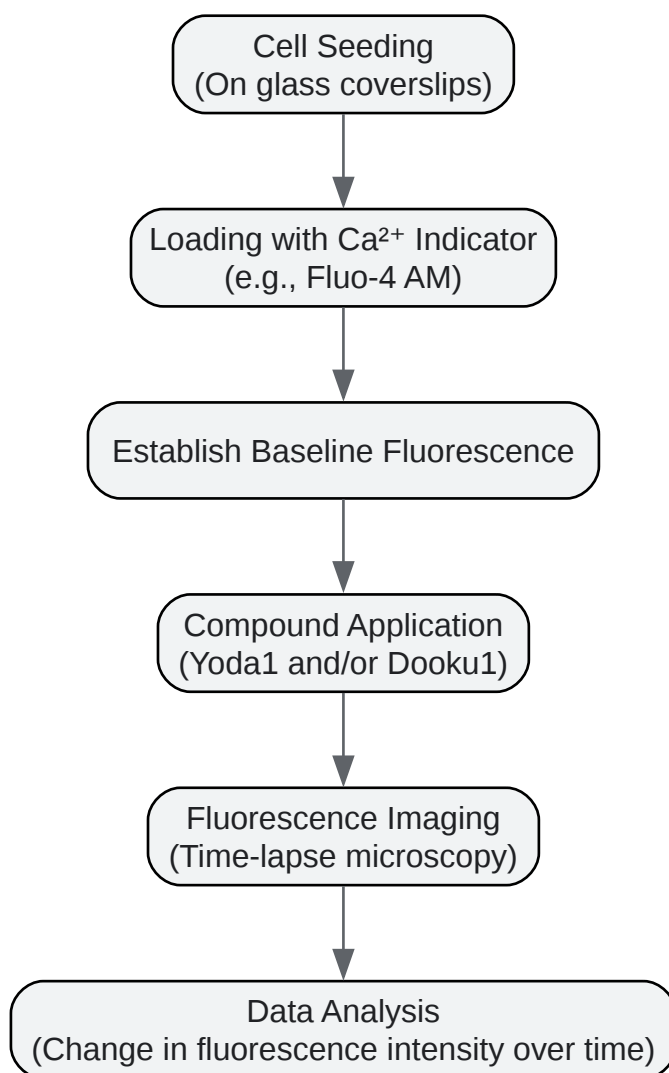 Cell Seeding
(On glass coverslips)
Loading with Ca²⁺ Indicator
(e.g., Fluo-4 AM)
Establish Baseline Fluorescence
Compound Application
(Yoda1 and/or Dooku1)
Fluorescence Imaging
(Time-lapse microscopy)
Data Analysis
(Change in fluorescence intensity over time)